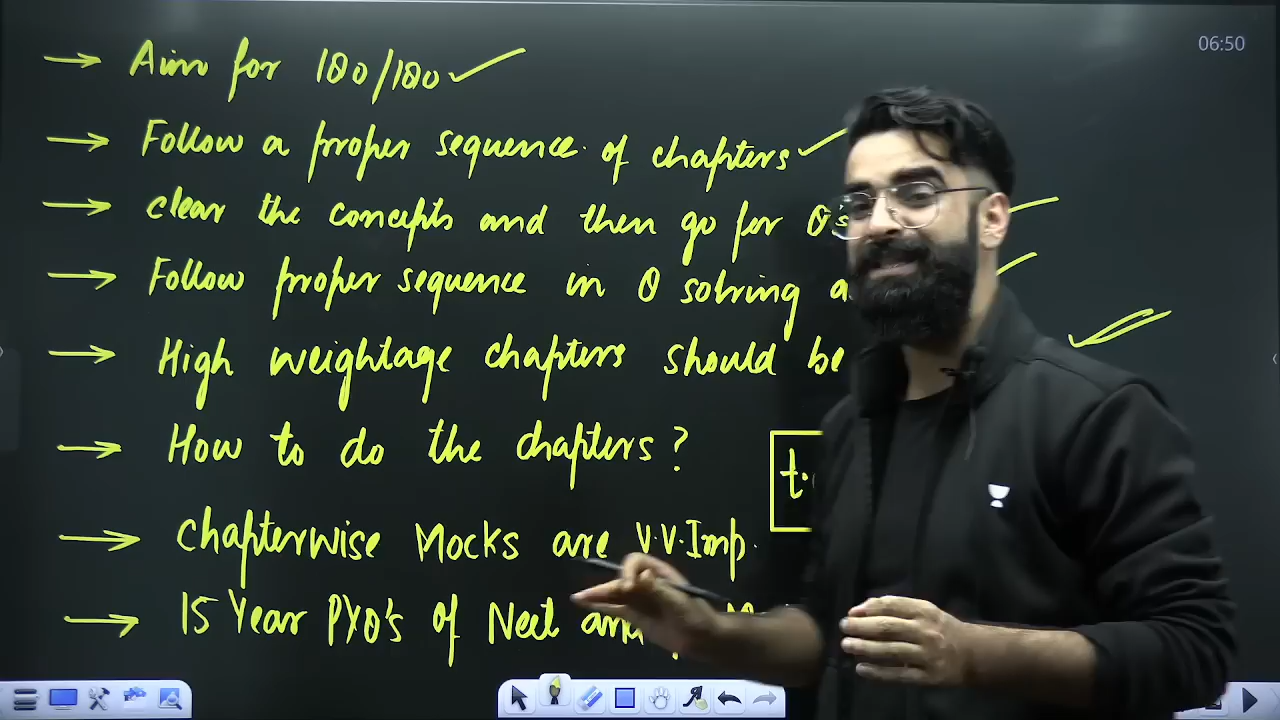 06:50
→ Aim for 180/180 ✓
→ Follow a proper sequence of chapters ✓
→ clear the concepts and then go for Q's
→ Follow proper sequence in Q solving
→ High weightage chapters should be
→ How to do the chapters?
→ Chapterwise Mocks are V.V.Imp.
→ 15 Year PYQ's of Neet and